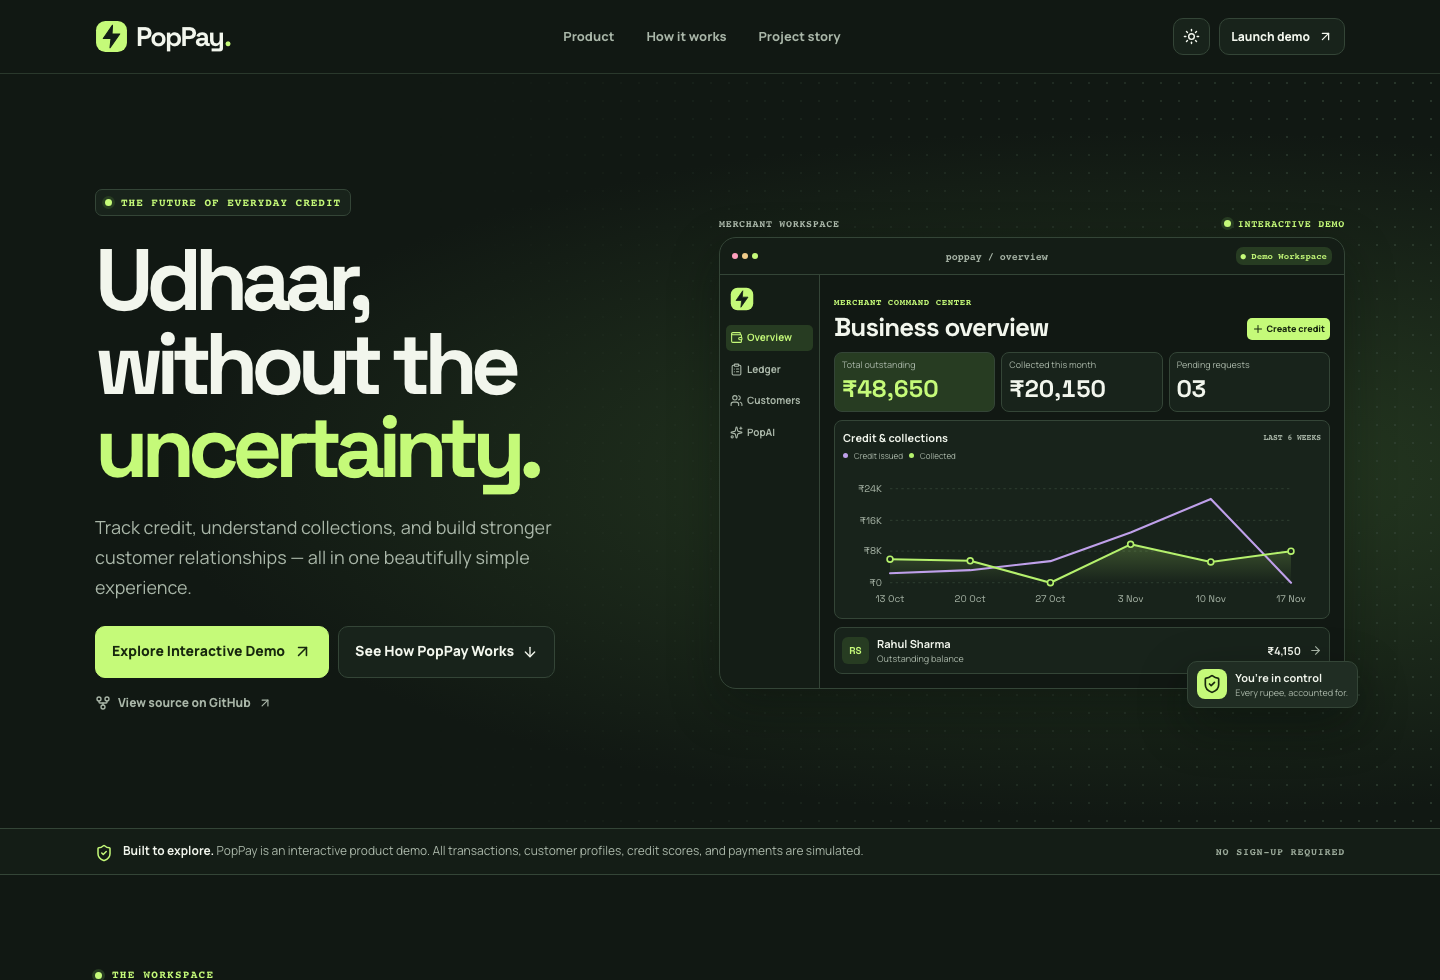 PopPay.
Product
How it works
Project story
Launch demo
THE FUTURE OF EVERYDAY CREDIT
Udhaar,
without the
uncertainty.
Track credit, understand collections, and build stronger
customer relationships — all in one beautifully simple
experience.
Explore Interactive Demo
See How PopPay Works
View source on GitHub
MERCHANT WORKSPACE
INTERACTIVE DEMO
poppay / overview
Demo Workspace
Overview
Ledger
Customers
PopAI
MERCHANT COMMAND CENTER
Business overview
Create credit
Total outstanding
₹48,650
Collected this month
₹20,150
Pending requests
03
Credit & collections
LAST 6 WEEKS
Credit issued
Collected
₹24K
₹16K
₹8K
₹0
13 Oct
20 Oct
27 Oct
3 Nov
10 Nov
17 Nov
RS
Rahul Sharma
Outstanding balance
₹4,150
You're in control
Every rupee, accounted for.
Built to explore. PopPay is an interactive product demo. All transactions, customer profiles, credit scores, and payments are simulated.
NO SIGN-UP REQUIRED
THE WORKSPACE